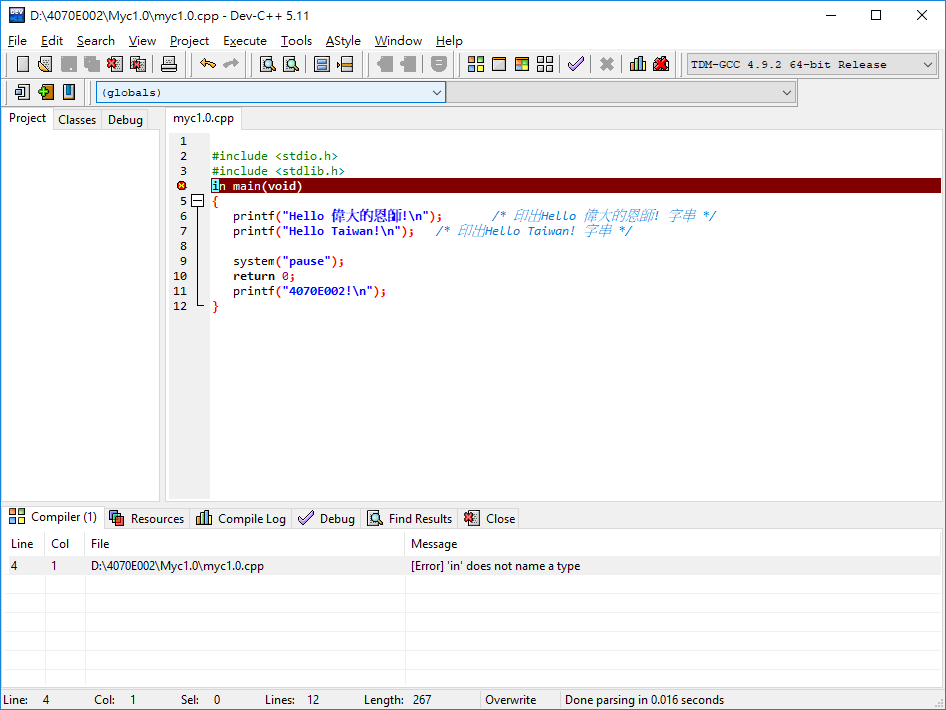 D:\4070E002\Myc1.0\myc1.0.cpp - Dev-C++ 5.11
File Edit Search View Project Execute Tools AStyle Window Help
TDM-GCC 4.9.2 64-bit Release
(globals)
Project Classes Debug
myc1.0.cpp
1
2 #include <stdio.h>
3 #include <stdlib.h>
in main(void)
5 {
6 printf("Hello 偉大的恩師!\n"); /* 印出Hello 偉大的恩師! 字串 */
7 printf("Hello Taiwan!\n"); /* 印出Hello Taiwan! 字串 */
8
9 system("pause");
10 return 0;
11 printf("4070E002!\n");
12 }
Compiler (1) Resources Compile Log Debug Find Results Close
Line Col File Message
4 1 D:\4070E002\Myc1.0\myc1.0.cpp [Error] 'in' does not name a type
Line: 4 Col: 1 Sel: 0 Lines: 12 Length: 267 Overwrite Done parsing in 0.016 seconds